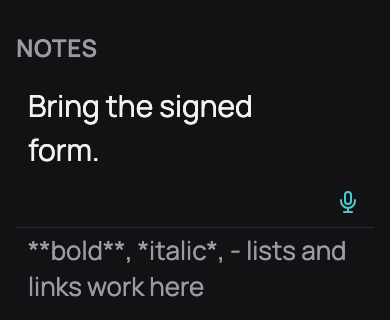 NOTES
Bring the signed
form.
**bold**, *italic*, - lists and
links work here